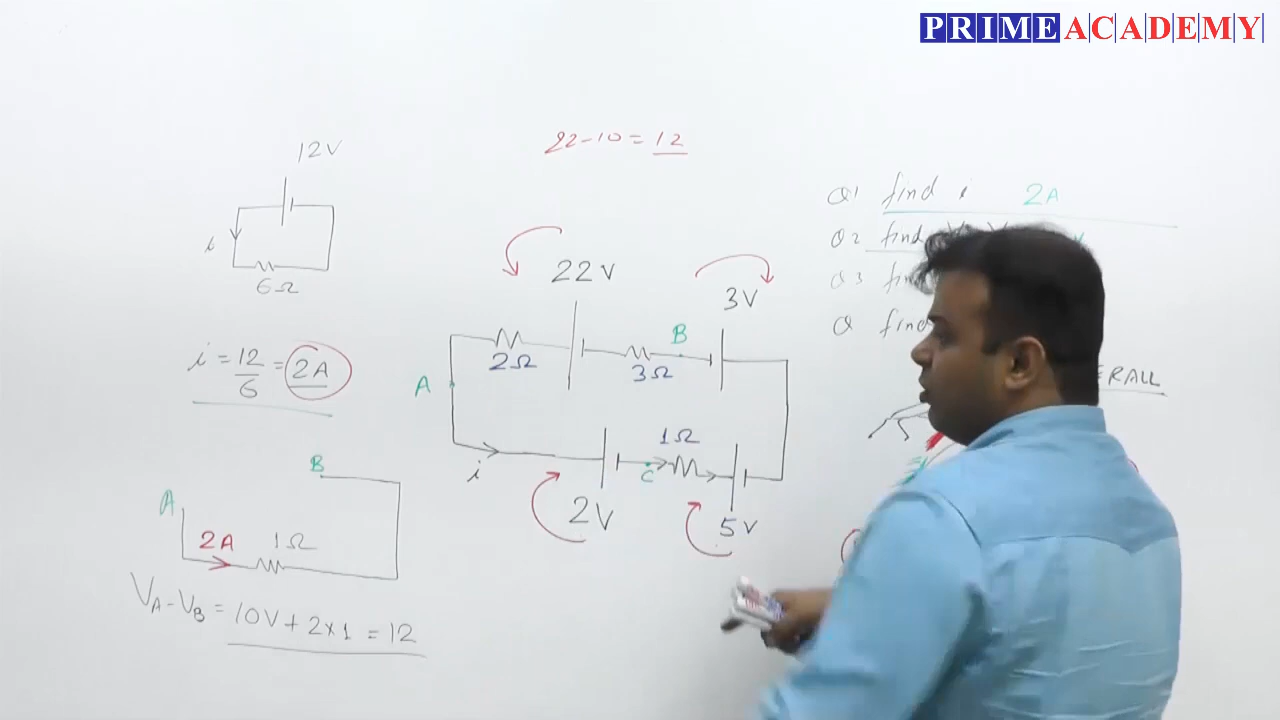 PRIME ACADEMY
22-10 = 12
12V
i
6Ω
i = 12/6 = 2A
Q1 find i 2A
Q2 find
Q3
Q find
ERALL
22V
3V
2Ω
3Ω
B
A
i
2V
C
1Ω
5V
B
A
2A
1Ω
VA-VB = 10V + 2x1 = 12